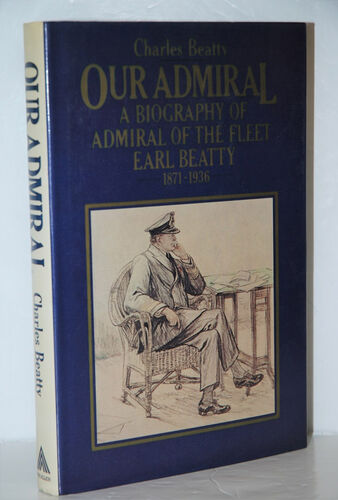 Charles Beatty
OUR ADMIRAL
A BIOGRAPHY OF
ADMIRAL OF THE FLEET
EARL BEATTY
1871-1936
OUR ADMIRAL
Charles Beatty